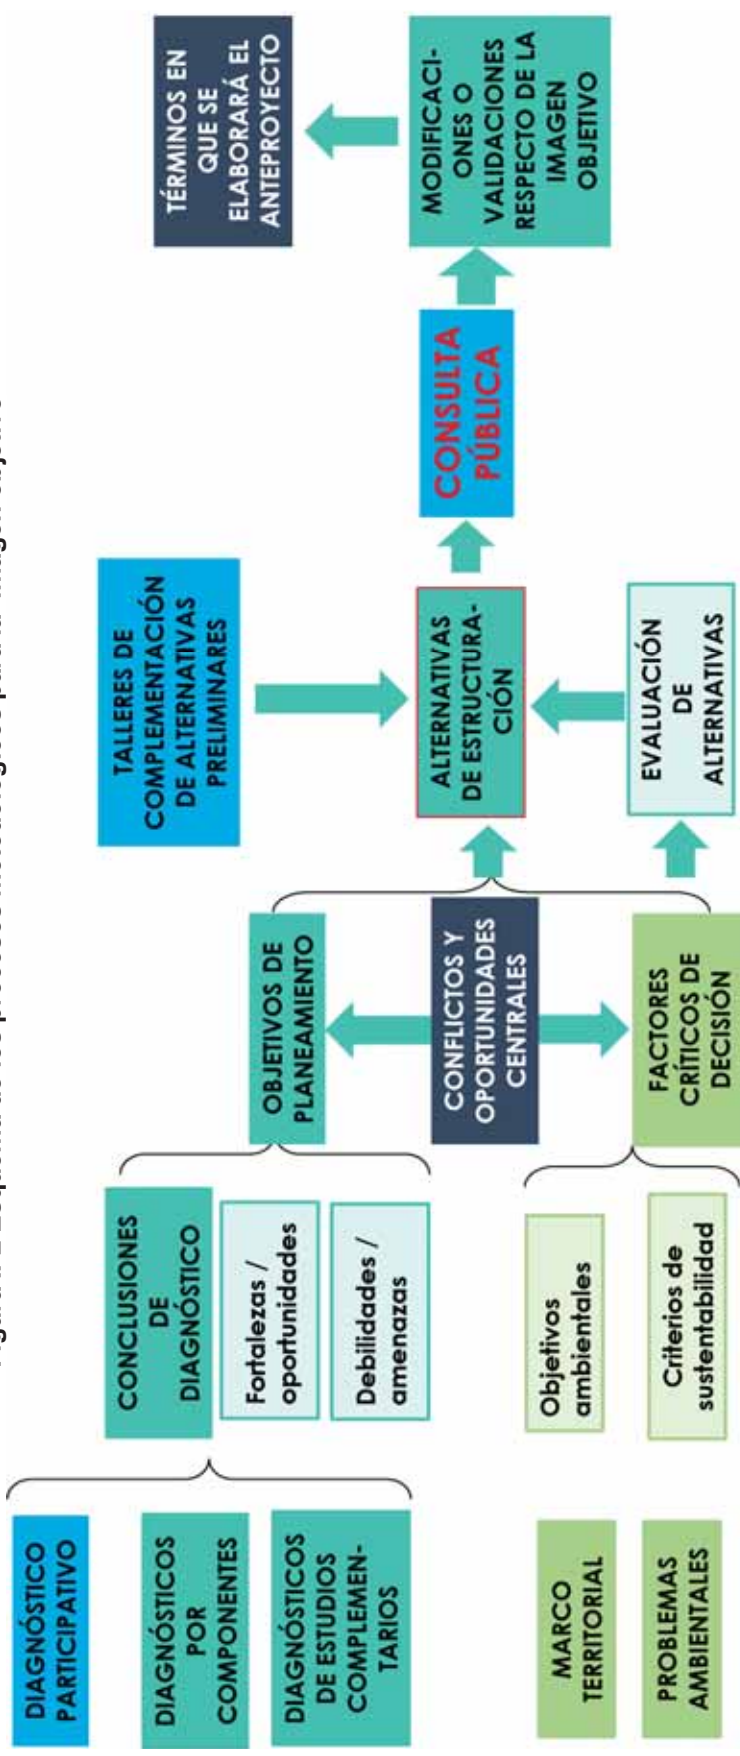 DIAGNÓSTICO
PARTICIPATIVO
DIAGNÓSTICOS
POR
COMPONENTES
DIAGNÓSTICOS
DE ESTUDIOS
COMPLEMEN-
TARIOS
MARCO
TERRITORIAL
PROBLEMAS
AMBIENTALES
CONCLUSIONES
DE
DIAGNÓSTICO
Fortalezas /
oportunidades
Debilidades /
amenazas
Objetivos
ambientales
Criterios de
sustentabilidad
OBJETIVOS DE
PLANEAMIENTO
CONFLICTOS Y
OPORTUNIDADES
CENTRALES
FACTORES
CRÍTICOS DE
DECISIÓN
TALLERES DE
COMPLEMENTACIÓN
DE ALTERNATIVAS
PRELIMINARES
ALTERNATIVAS
DE ESTRUCTURA-
CIÓN
EVALUACIÓN
DE
ALTERNATIVAS
CONSULTA
PÚBLICA
TÉRMINOS EN
QUE SE
ELABORARÁ EL
ANTEPROYECTO
MODIFICACI-
ONES O
VALIDACIONES
RESPECTO DE LA
IMAGEN
OBJETIVO